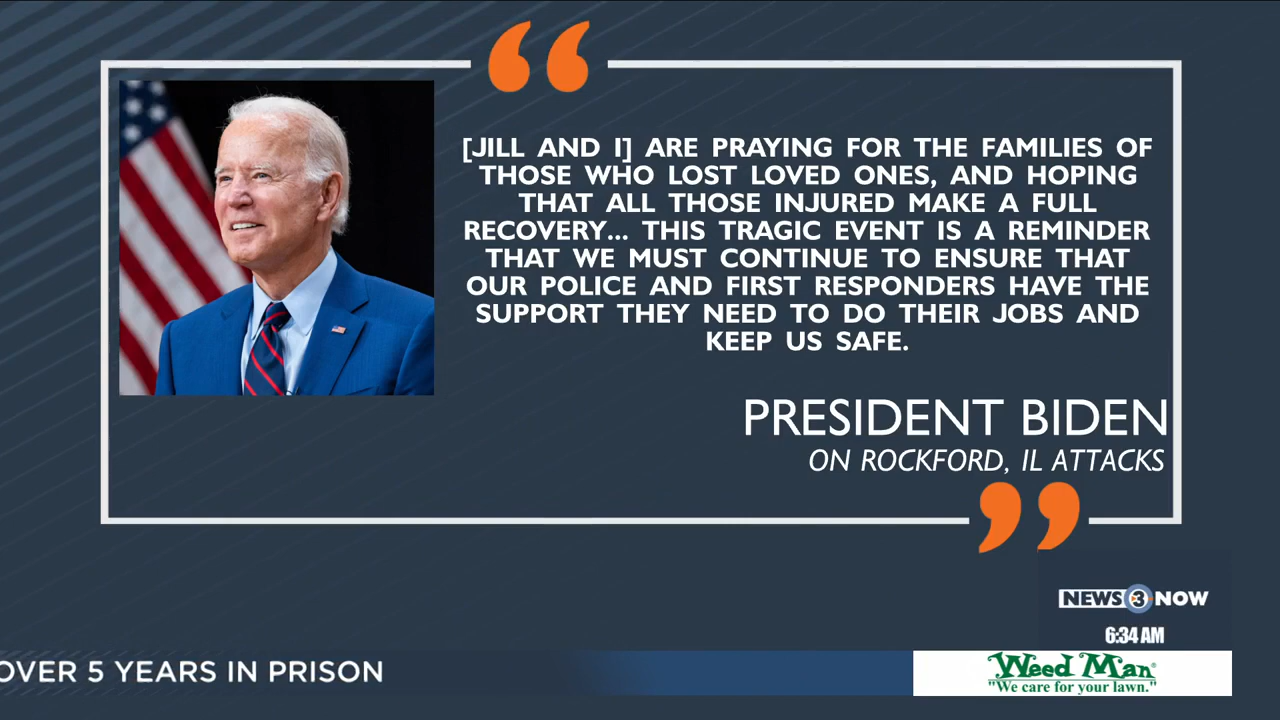 [JILL AND I] ARE PRAYING FOR THE FAMILIES OF
THOSE WHO LOST LOVED ONES, AND HOPING
THAT ALL THOSE INJURED MAKE A FULL
RECOVERY... THIS TRAGIC EVENT IS A REMINDER
THAT WE MUST CONTINUE TO ENSURE THAT
OUR POLICE AND FIRST RESPONDERS HAVE THE
SUPPORT THEY NEED TO DO THEIR JOBS AND
KEEP US SAFE.
PRESIDENT BIDEN
ON ROCKFORD, IL ATTACKS
NEWS 3 NOW
6:34 AM
OVER 5 YEARS IN PRISON
Weed Man®
"We care for your lawn."